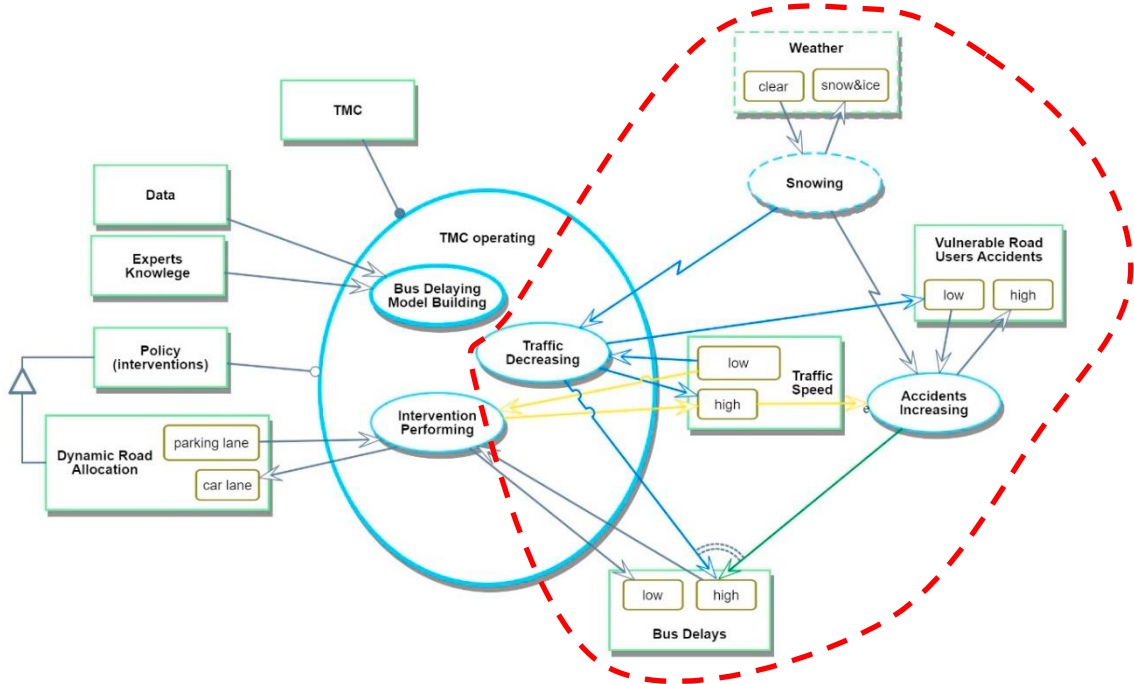 Weather
clear
snow&ice
TMC
Snowing
Data
TMC operating
Vulnerable Road
Users Accidents
Experts
Knowlege
low
high
Bus Delaying
Model Building
Policy
(interventions)
Traffic
Decreasing
low
Traffic
Speed
high
e
Accidents
Increasing
Intervention
Performing
parking lane
Dynamic Road
Allocation
car lane
low
high
Bus Delays